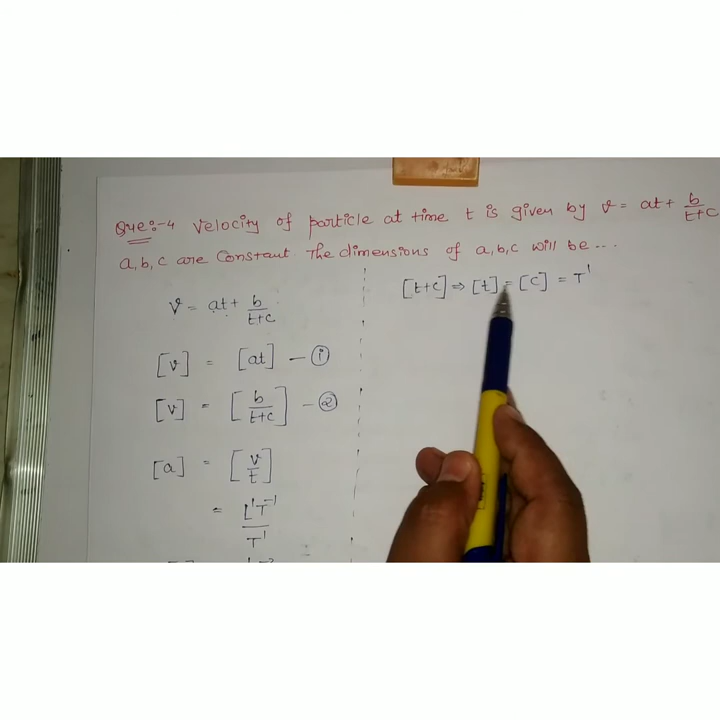 Que:-4 Velocity of particle at time t is given by v = at + b/t+c
a, b, c are constant. The dimensions of a, b, c will be ...
v = at + b/t+c
[v] = [at] — ①
[v] = [b/t+c] — ②
[a] = [v/t]
= L¹T⁻¹/T¹
[t+c] ⇒ [t] = [c] = T¹